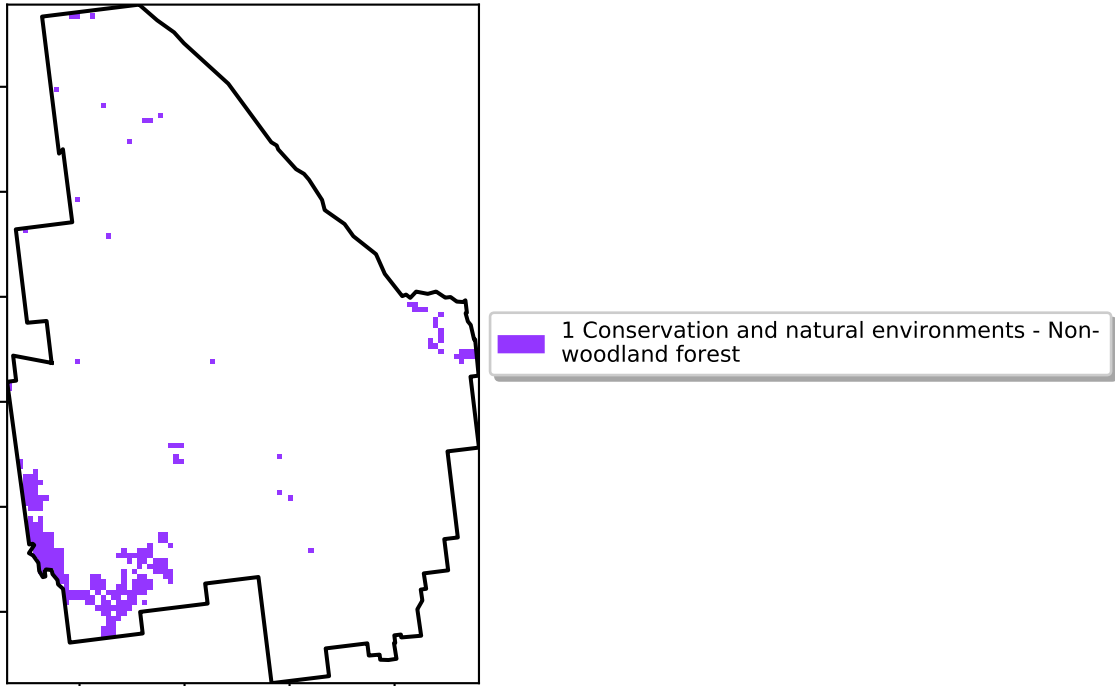 1 Conservation and natural environments - Non-
woodland forest